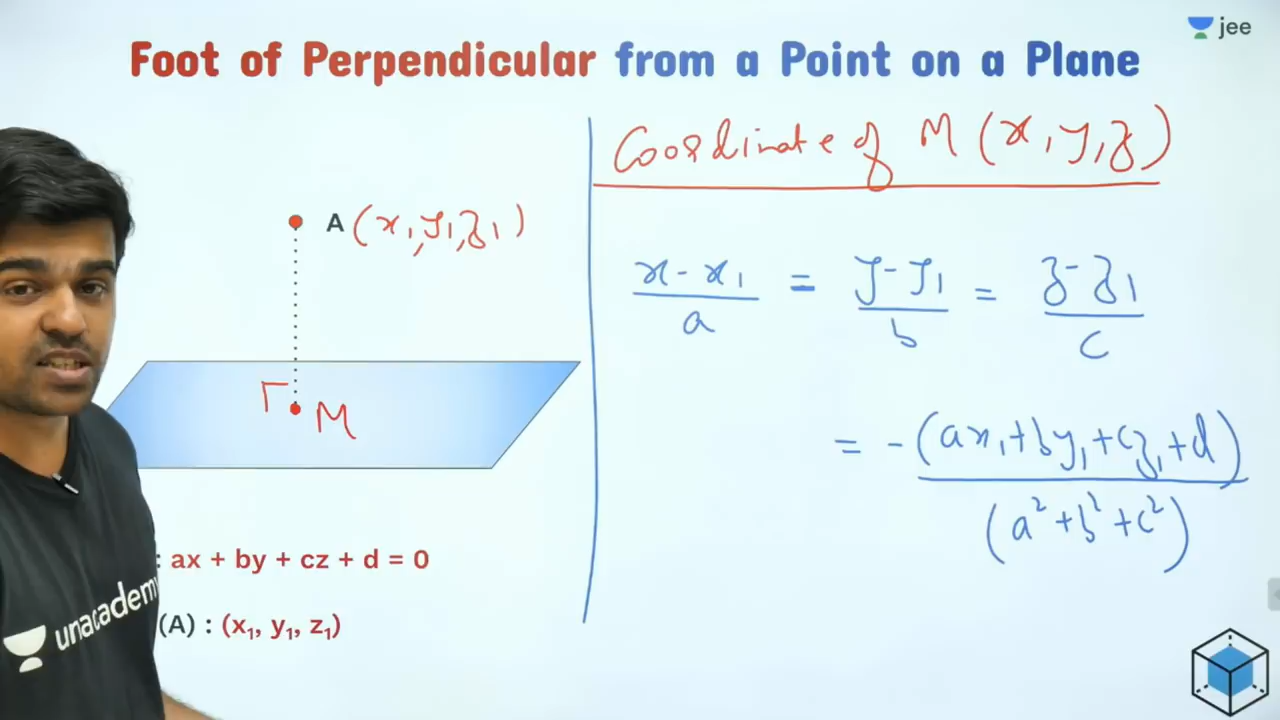 jee
Foot of Perpendicular from a Point on a Plane
Coordinate of M (x, y, z)
A (x₁, y₁, z₁)
x - x₁ / a = y - y₁ / b = z - z₁ / c
M
= - (ax₁ + by₁ + cz₁ + d) / (a² + b² + c²)
: ax + by + cz + d = 0
(A) : (x₁, y₁, z₁)
unacademy